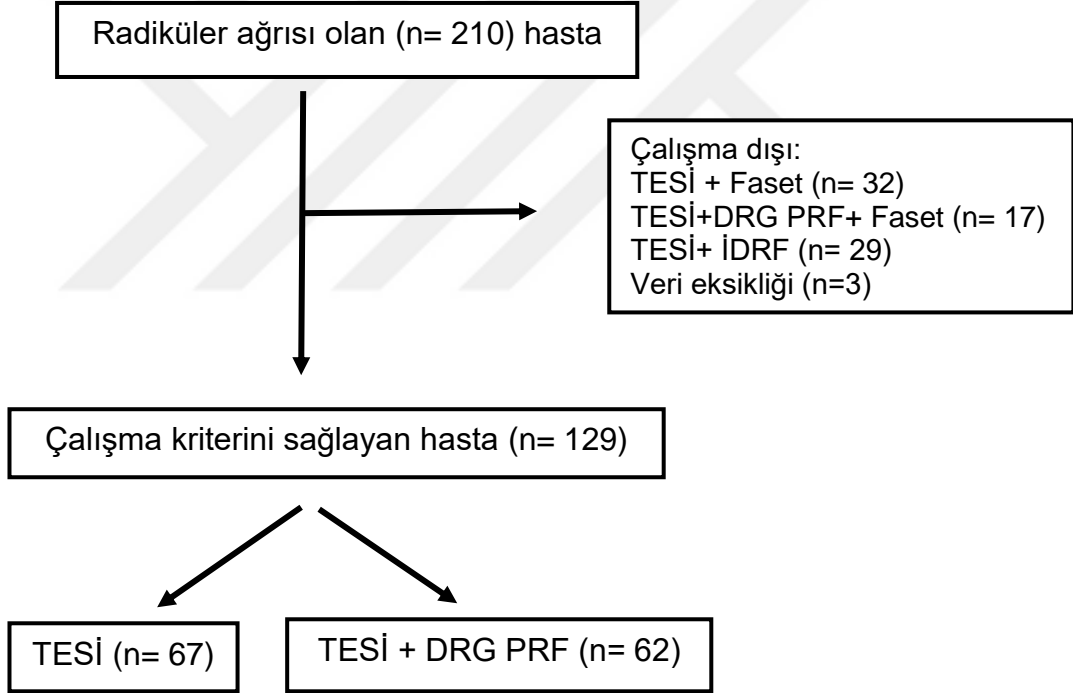 Radiküler ağrısı olan (n= 210) hasta
Çalışma dışı:
TESİ + Faset (n= 32)
TESİ+DRG PRF+ Faset (n= 17)
TESİ+ İDRF (n= 29)
Veri eksikliği (n=3)
Çalışma kriterini sağlayan hasta (n= 129)
TESİ (n= 67)
TESİ + DRG PRF (n= 62)